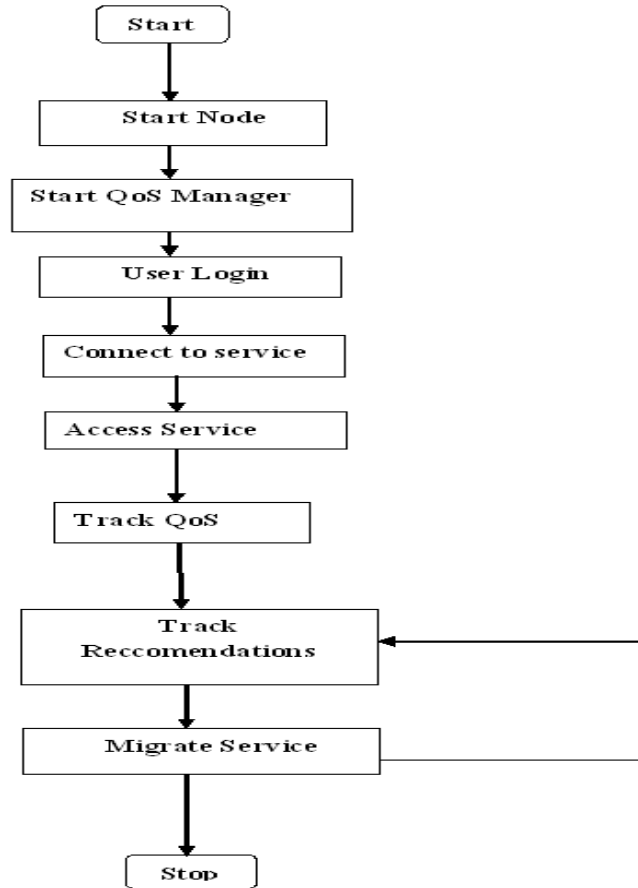 Start
Start Node
Start QoS Manager
User Login
Connect to service
Access Service
Track QoS
Track
Reccomendations
Migrate Service
Stop